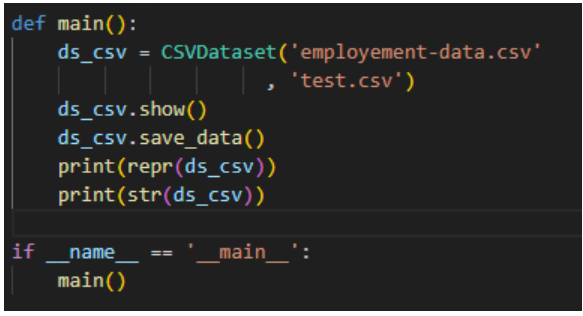 def main():
    ds_csv = CSVDataset('employement-data.csv'
                        , 'test.csv')
    ds_csv.show()
    ds_csv.save_data()
    print(repr(ds_csv))
    print(str(ds_csv))

if __name__ == '__main__':
    main()